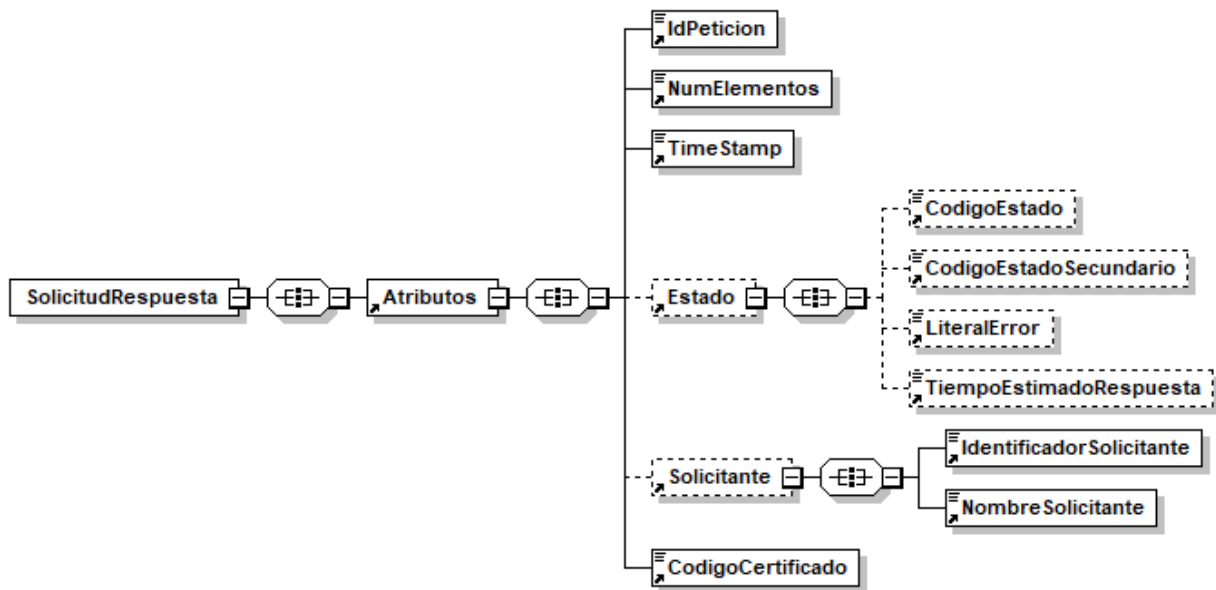 IdPeticion
NumElementos
TimeStamp
CodigoEstado
CodigoEstadoSecundario
SolicitudRespuesta
Atributos
Estado
LiteralError
TiempoEstimadoRespuesta
Solicitante
IdentificadorSolicitante
NombreSolicitante
CodigoCertificado